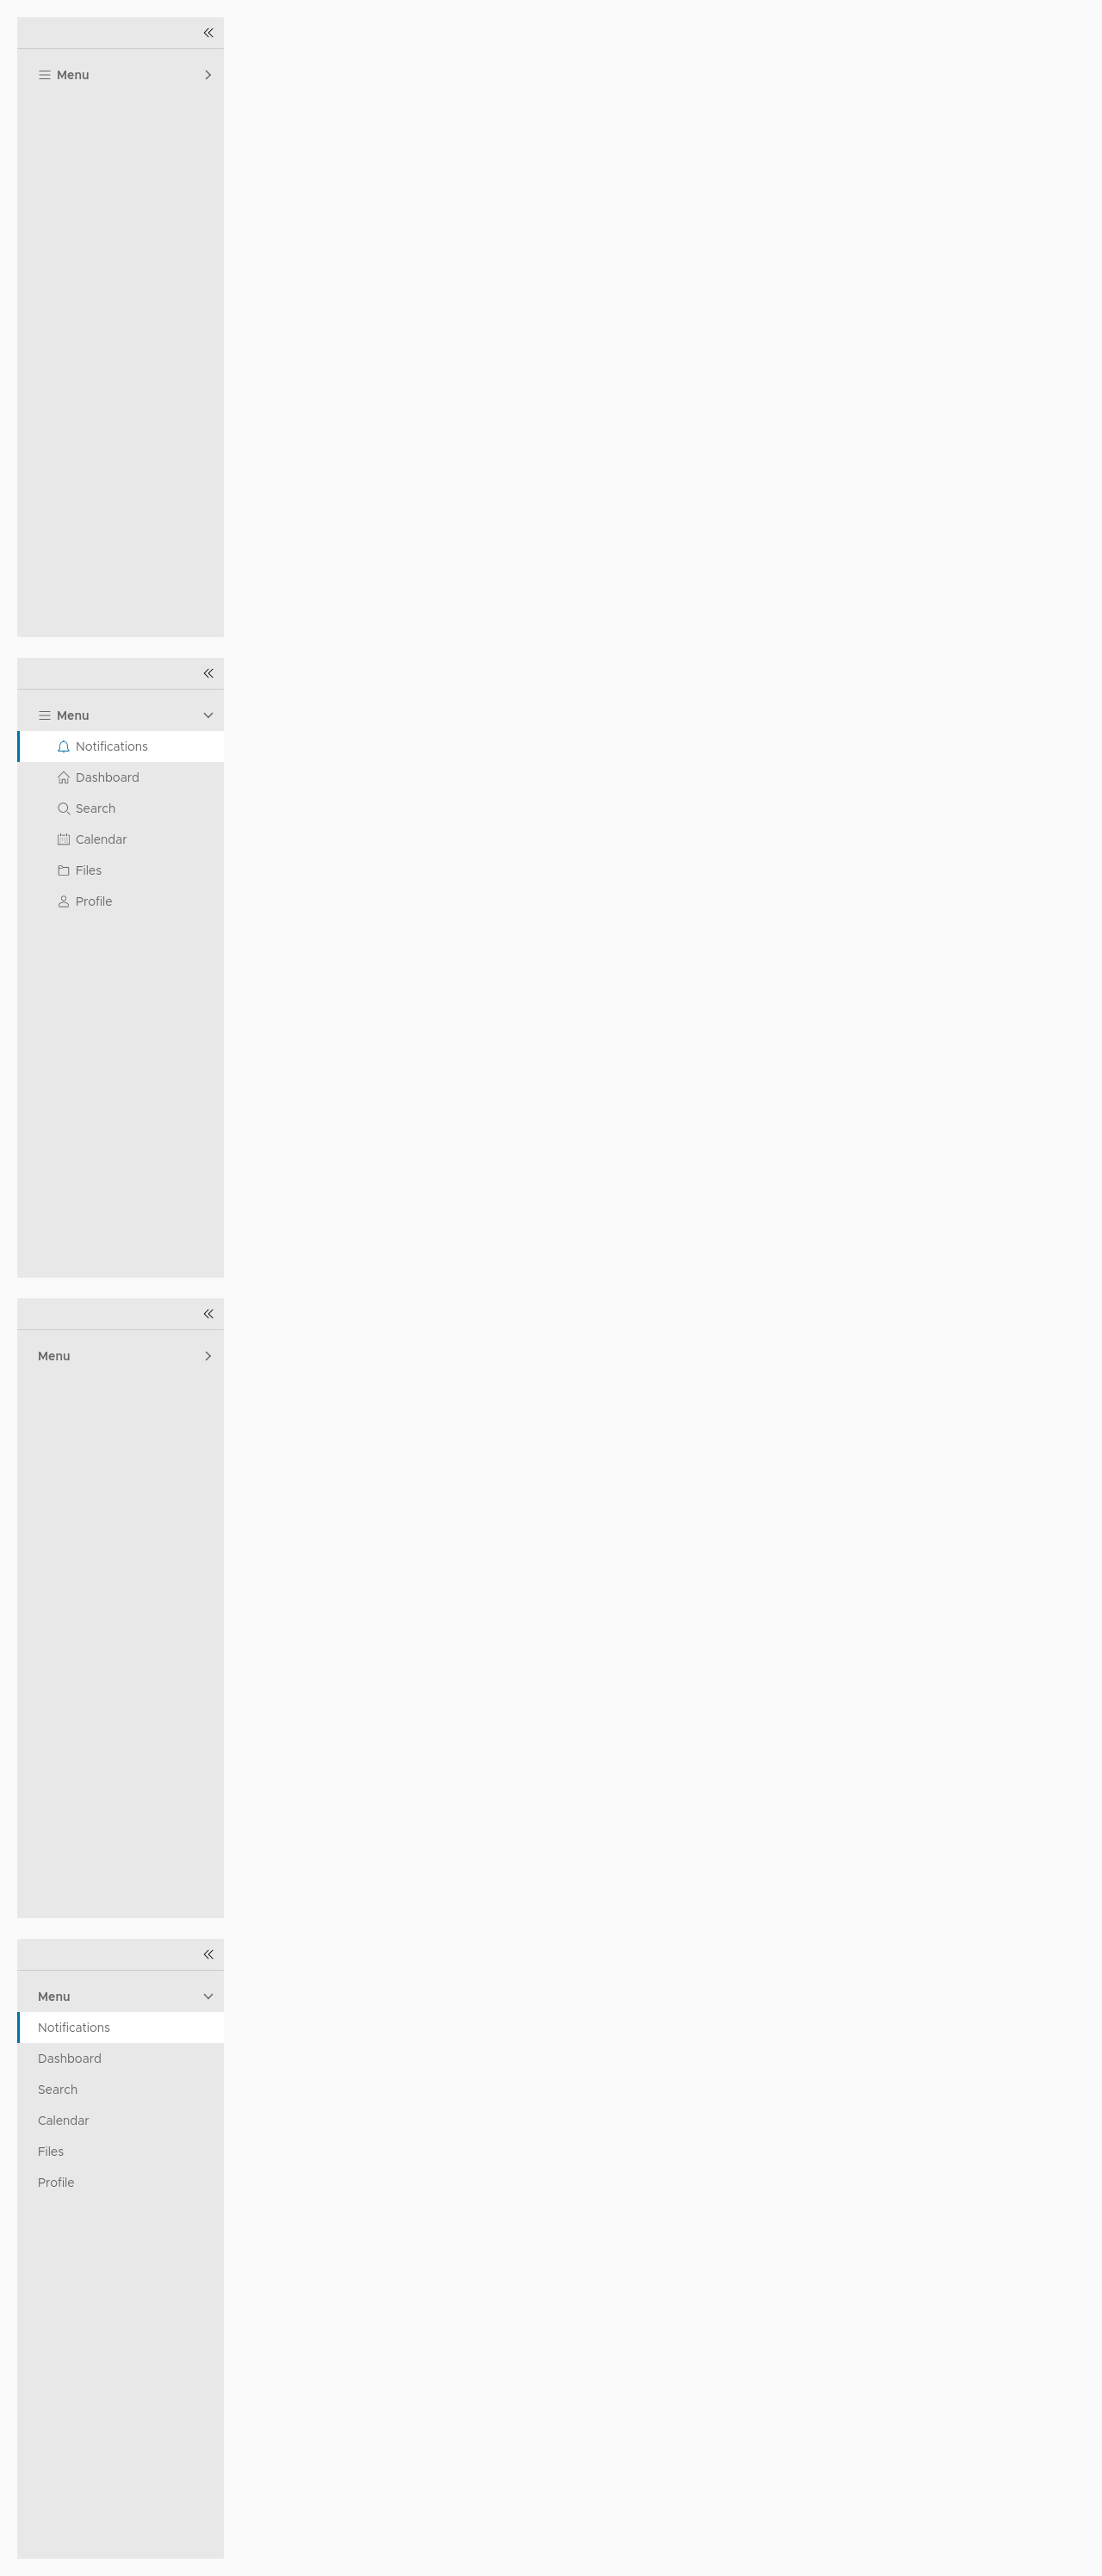 Menu
Menu
Notifications
Dashboard
Search
Calendar
Files
Profile
Menu
Menu
Notifications
Dashboard
Search
Calendar
Files
Profile